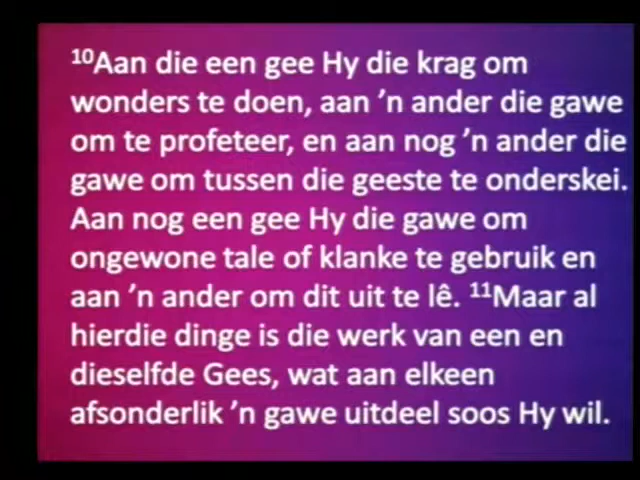 ¹⁰Aan die een gee Hy die krag om
wonders te doen, aan ’n ander die gawe
om te profeteer, en aan nog ’n ander die
gawe om tussen die geeste te onderskei.
Aan nog een gee Hy die gawe om
ongewone tale of klanke te gebruik en
aan ’n ander om dit uit te lê. ¹¹Maar al
hierdie dinge is die werk van een en
dieselfde Gees, wat aan elkeen
afsonderlik ’n gawe uitdeel soos Hy wil.